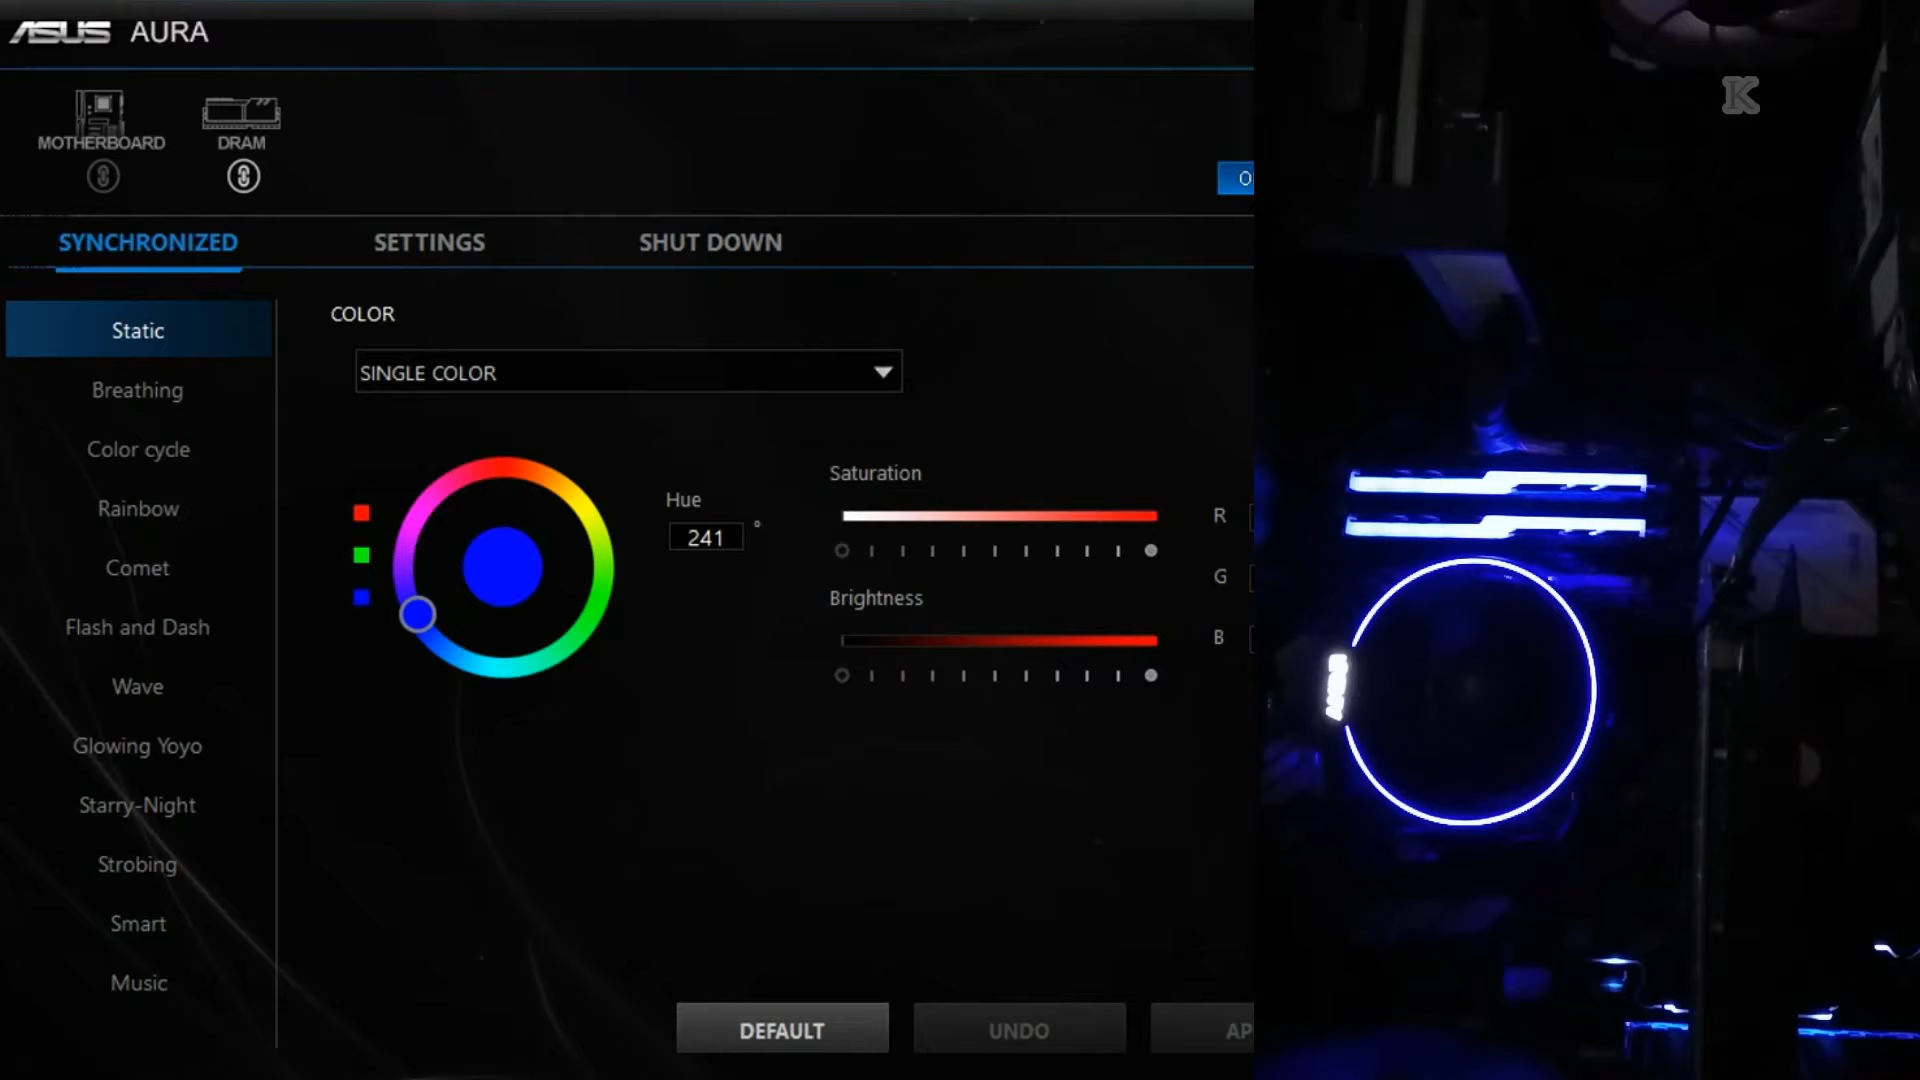 ASUS AURA
MOTHERBOARD
DRAM
SYNCHRONIZED
SETTINGS
SHUT DOWN
Static
Breathing
Color cycle
Rainbow
Comet
Flash and Dash
Wave
Glowing Yoyo
Starry-Night
Strobing
Smart
Music
COLOR
SINGLE COLOR
Hue
241 °
Saturation
Brightness
R
G
B
DEFAULT
UNDO
AP
K